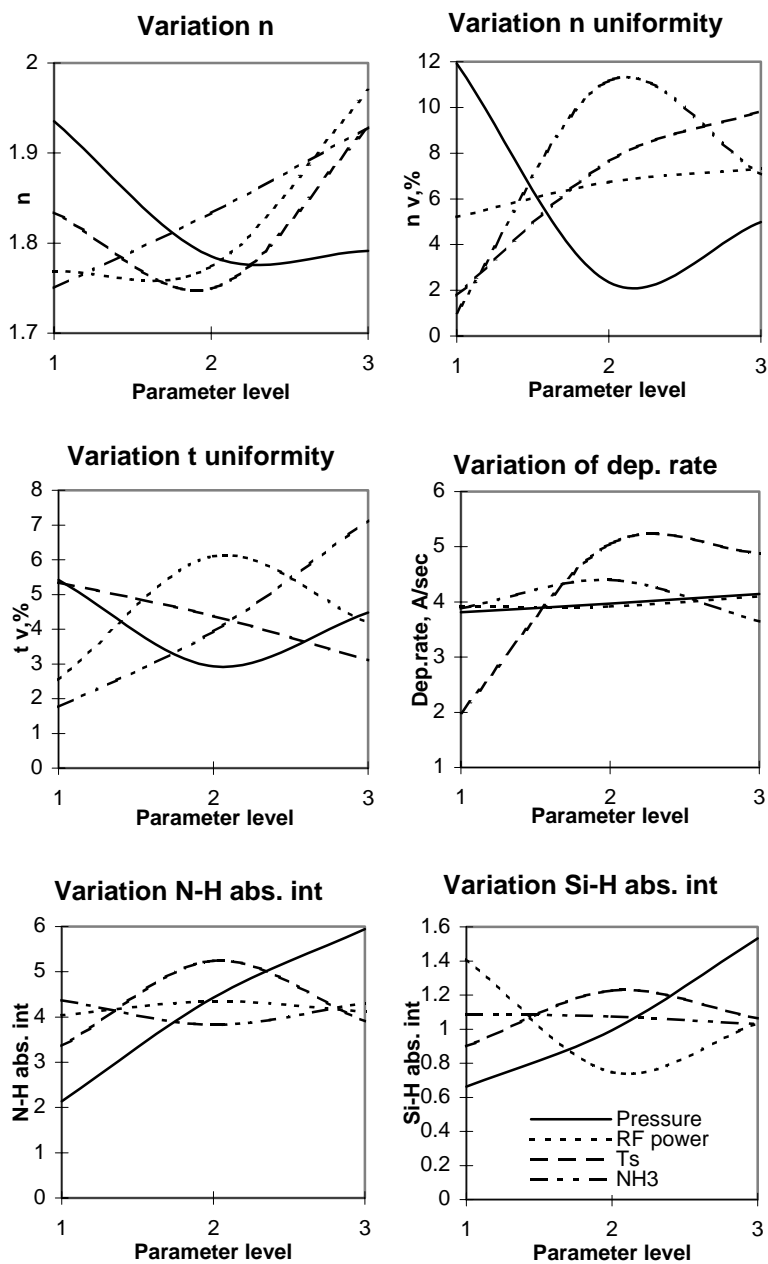 Variation n
2
1.9
1.8
1.7
n
1
2
3
Parameter level
Variation n uniformity
12
10
8
6
4
2
0
n v,%
1
2
3
Parameter level
Variation t uniformity
8
7
6
5
4
3
2
1
0
t v,%
1
2
3
Parameter level
Variation of dep. rate
6
5
4
3
2
1
Dep.rate, A/sec
1
2
3
Parameter level
Variation N-H abs. int
6
5
4
3
2
1
0
N-H abs. int
1
2
3
Parameter level
Variation Si-H abs. int
1.6
1.4
1.2
1
0.8
0.6
0.4
0.2
0
Si-H abs. int
Pressure
RF power
Ts
NH3
1
2
3
Parameter level